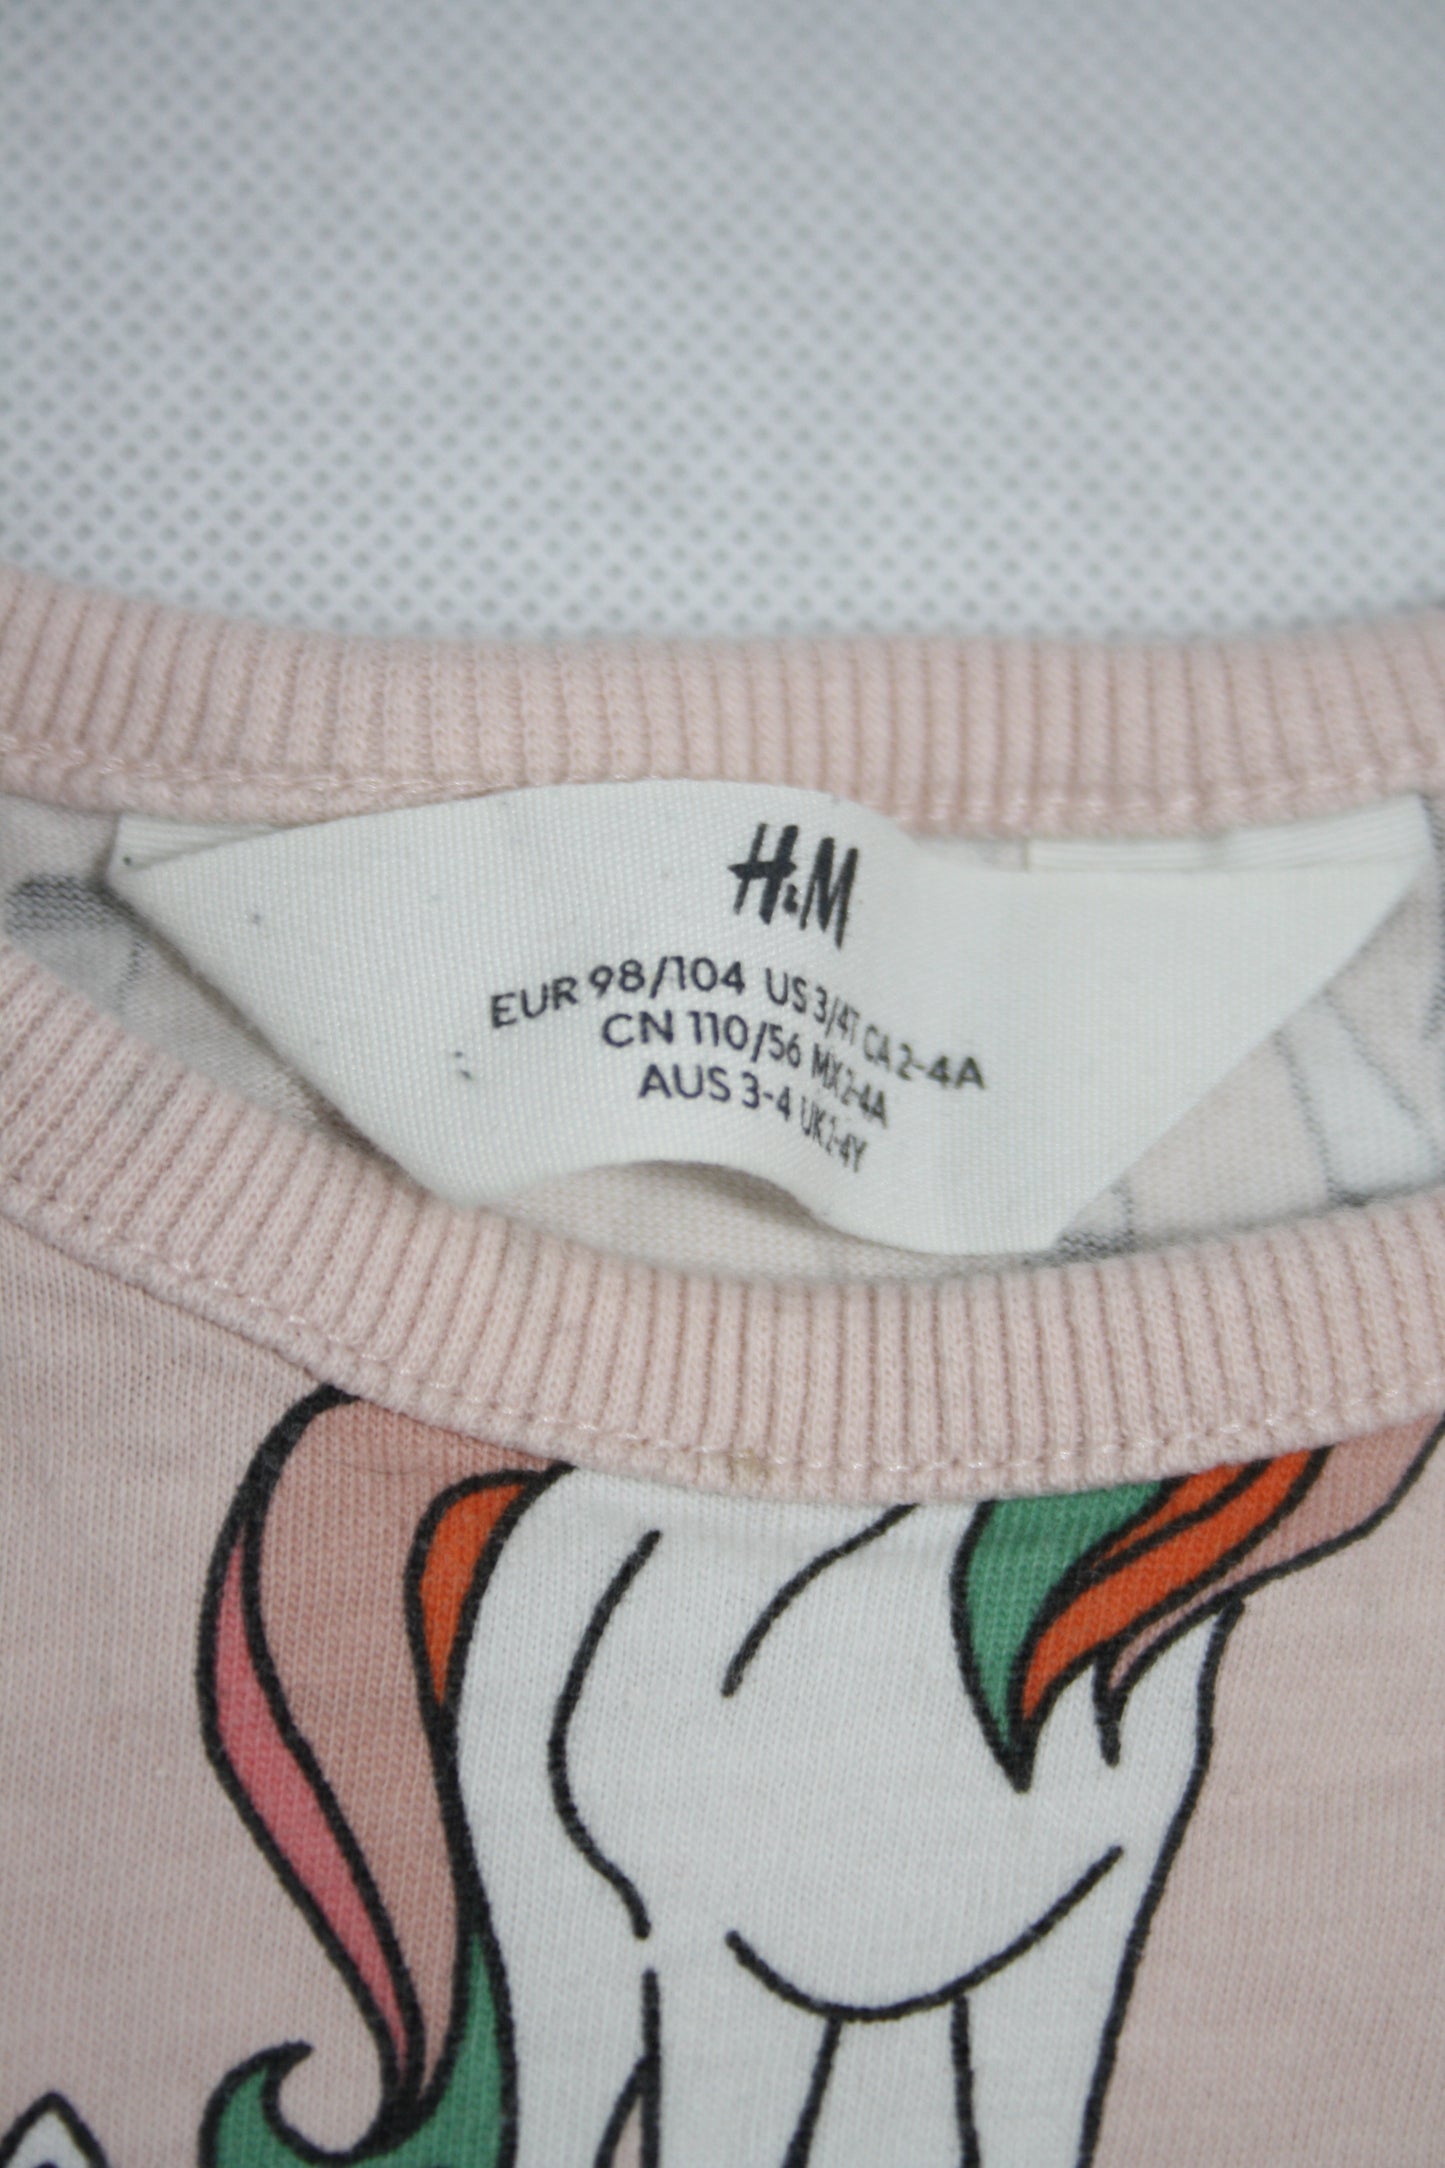 H&M
EUR 98/104 US 3/4T CA 2-4A
CN 110/56 MX 2-4A
AUS 3-4 UK 2-4Y